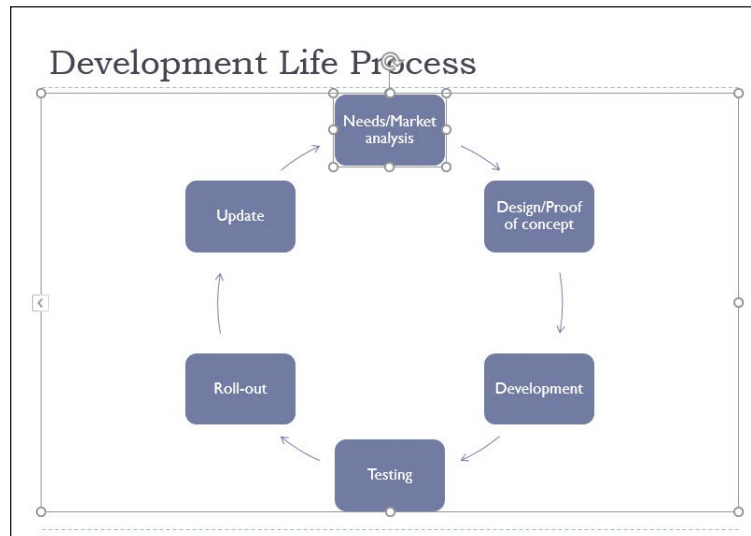 Development Life Process
Needs/Market
analysis
Design/Proof
of concept
Development
Testing
Roll-out
Update